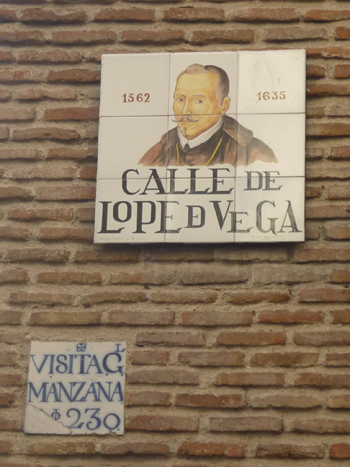 1562 1635
CALLE DE
LOPE D VEGA
VISITA G L
MANZANA
230